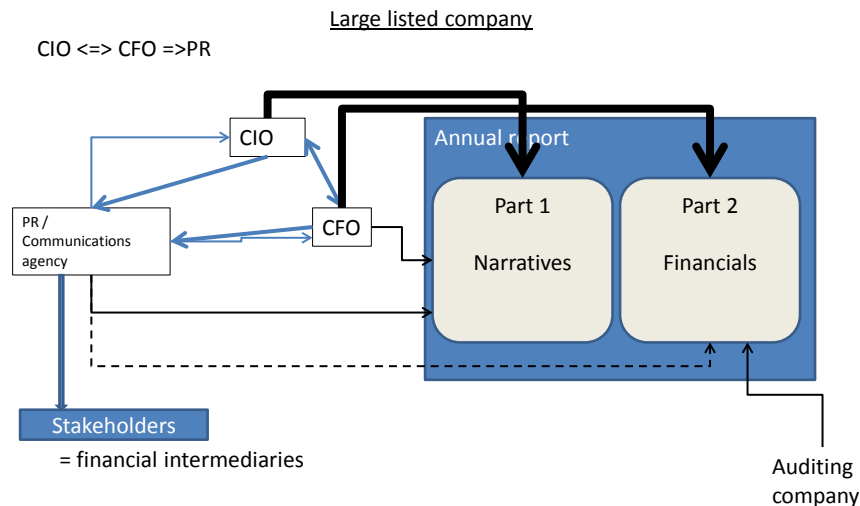 Large listed company
CIO <=> CFO =>PR
CIO
Annual report
PR /
Communications
agency
CFO
Part 1
Narratives
Part 2
Financials
Stakeholders
= financial intermediaries
Auditing
company